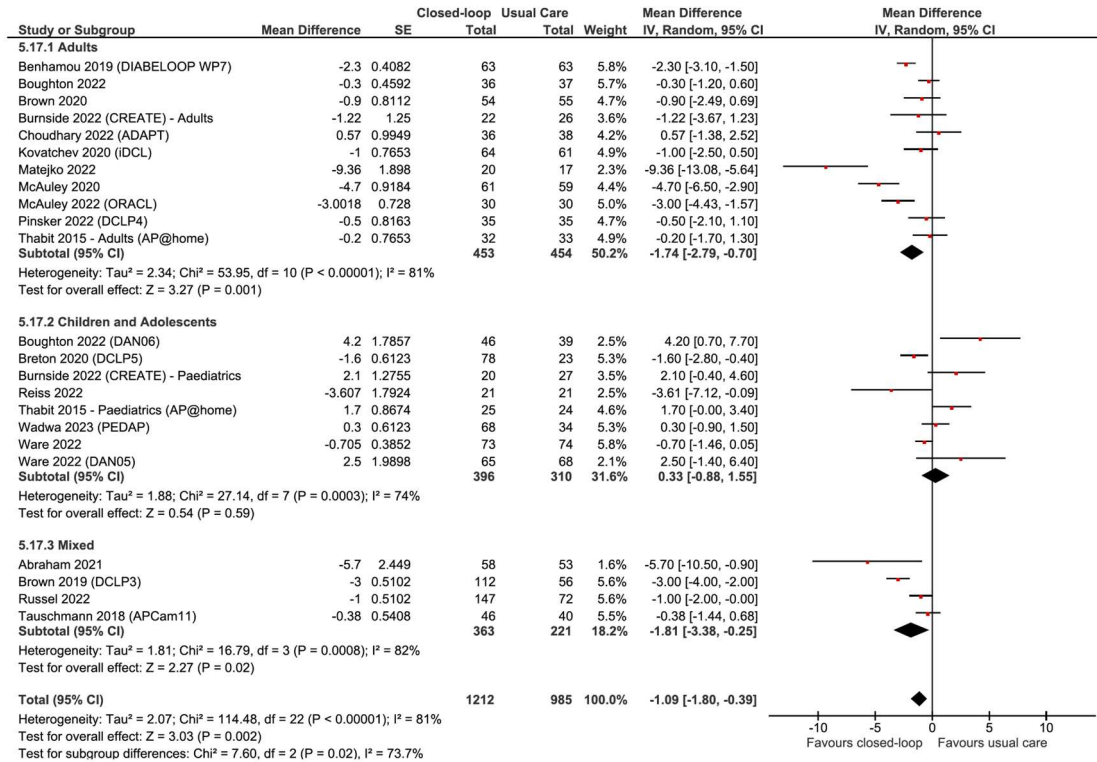 Closed-loop Usual Care Mean Difference Mean Difference
Study or Subgroup Mean Difference SE Total Total Weight IV, Random, 95% CI IV, Random, 95% CI
5.17.1 Adults
Benhamou 2019 (DIABELOOP WP7) -2.3 0.4082 63 63 5.8% -2.30 [-3.10, -1.50]
Boughton 2022 -0.3 0.4592 36 37 5.7% -0.30 [-1.20, 0.60]
Brown 2020 -0.9 0.8112 54 55 4.7% -0.90 [-2.49, 0.69]
Burnside 2022 (CREATE) - Adults -1.22 1.25 22 26 3.6% -1.22 [-3.67, 1.23]
Choudhary 2022 (ADAPT) 0.57 0.9949 36 38 4.2% 0.57 [-1.38, 2.52]
Kovatchev 2020 (iDCL) -1 0.7653 64 61 4.9% -1.00 [-2.50, 0.50]
Matejko 2022 -9.36 1.898 20 17 2.3% -9.36 [-13.08, -5.64]
McAuley 2020 -4.7 0.9184 61 59 4.4% -4.70 [-6.50, -2.90]
McAuley 2022 (ORACL) -3.0018 0.728 30 30 5.0% -3.00 [-4.43, -1.57]
Pinsker 2022 (DCLP4) -0.5 0.8163 35 35 4.7% -0.50 [-2.10, 1.10]
Thabit 2015 - Adults (AP@home) -0.2 0.7653 32 33 4.9% -0.20 [-1.70, 1.30]
Subtotal (95% CI) 453 454 50.2% -1.74 [-2.79, -0.70]
Heterogeneity: Tau² = 2.34; Chi² = 53.95, df = 10 (P < 0.00001); I² = 81%
Test for overall effect: Z = 3.27 (P = 0.001)
5.17.2 Children and Adolescents
Boughton 2022 (DAN06) 4.2 1.7857 46 39 2.5% 4.20 [0.70, 7.70]
Breton 2020 (DCLP5) -1.6 0.6123 78 23 5.3% -1.60 [-2.80, -0.40]
Burnside 2022 (CREATE) - Paediatrics 2.1 1.2755 20 27 3.5% 2.10 [-0.40, 4.60]
Reiss 2022 -3.607 1.7924 21 21 2.5% -3.61 [-7.12, -0.09]
Thabit 2015 - Paediatrics (AP@home) 1.7 0.8674 25 24 4.6% 1.70 [-0.00, 3.40]
Wadwa 2023 (PEDAP) 0.3 0.6123 68 34 5.3% 0.30 [-0.90, 1.50]
Ware 2022 -0.705 0.3852 73 74 5.8% -0.70 [-1.46, 0.05]
Ware 2022 (DAN05) 2.5 1.9898 65 68 2.1% 2.50 [-1.40, 6.40]
Subtotal (95% CI) 396 310 31.6% 0.33 [-0.88, 1.55]
Heterogeneity: Tau² = 1.88; Chi² = 27.14, df = 7 (P = 0.0003); I² = 74%
Test for overall effect: Z = 0.54 (P = 0.59)
5.17.3 Mixed
Abraham 2021 -5.7 2.449 58 53 1.6% -5.70 [-10.50, -0.90]
Brown 2019 (DCLP3) -3 0.5102 112 56 5.6% -3.00 [-4.00, -2.00]
Russel 2022 -1 0.5102 147 72 5.6% -1.00 [-2.00, -0.00]
Tauschmann 2018 (APCam11) -0.38 0.5408 46 40 5.5% -0.38 [-1.44, 0.68]
Subtotal (95% CI) 363 221 18.2% -1.81 [-3.38, -0.25]
Heterogeneity: Tau² = 1.81; Chi² = 16.79, df = 3 (P = 0.0008); I² = 82%
Test for overall effect: Z = 2.27 (P = 0.02)
Total (95% CI) 1212 985 100.0% -1.09 [-1.80, -0.39]
Heterogeneity: Tau² = 2.07; Chi² = 114.48, df = 22 (P < 0.00001); I² = 81%
Test for overall effect: Z = 3.03 (P = 0.002)
Test for subgroup differences: Chi² = 7.60, df = 2 (P = 0.02), I² = 73.7%
-10 -5 0 5 10
Favours closed-loop Favours usual care